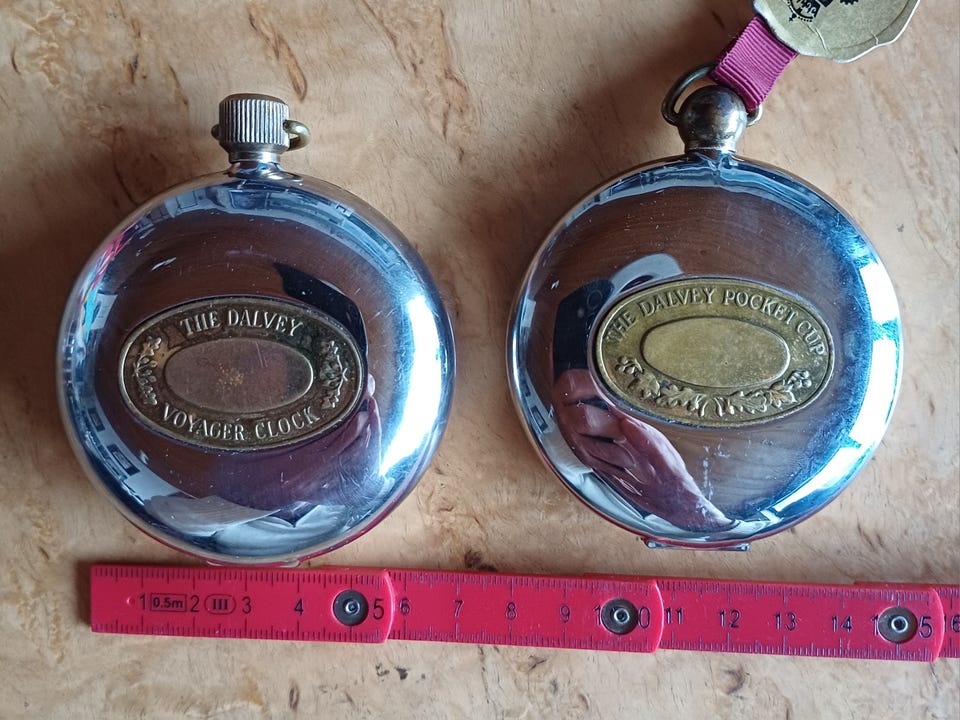 THE DALVEY
VOYAGER CLOCK
THE DALVEY POCKET CUP
1 0.5m 2 III 3 4 5 6 7 8 9 10 11 12 13 14 15 16